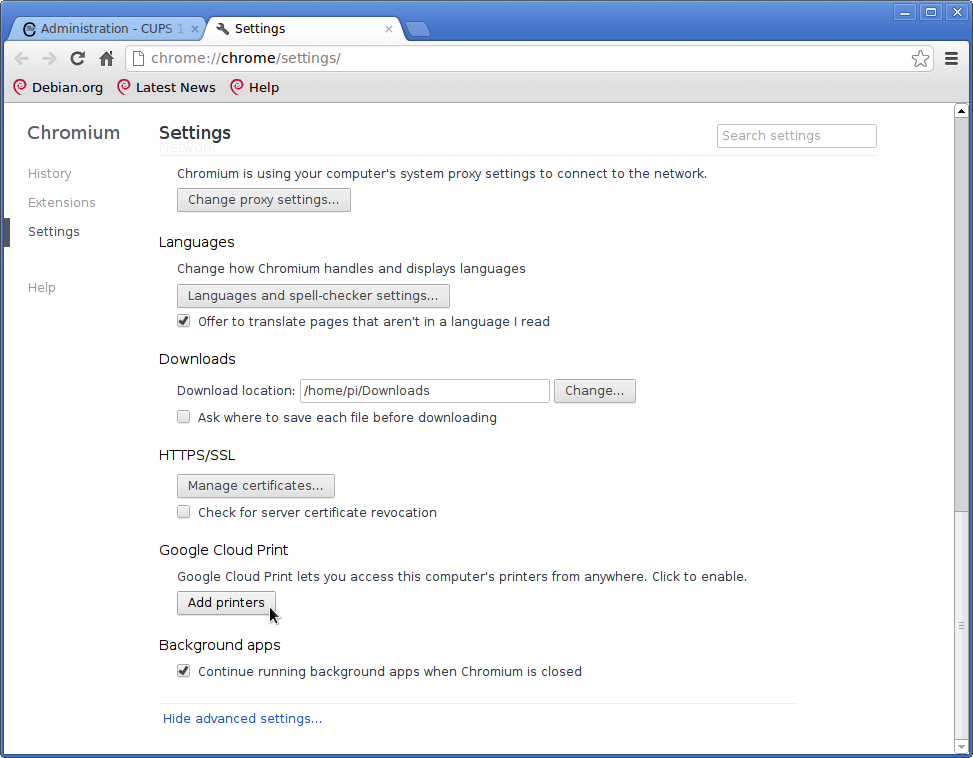 Administration - CUPS 1
Settings
chrome://chrome/settings/
Debian.org
Latest News
Help
Chromium
Settings
Search settings
Network
History
Extensions
Settings
Help
Chromium is using your computer's system proxy settings to connect to the network.
Change proxy settings...
Languages
Change how Chromium handles and displays languages
Languages and spell-checker settings...
Offer to translate pages that aren't in a language I read
Downloads
Download location: /home/pi/Downloads Change...
Ask where to save each file before downloading
HTTPS/SSL
Manage certificates...
Check for server certificate revocation
Google Cloud Print
Google Cloud Print lets you access this computer's printers from anywhere. Click to enable.
Add printers
Background apps
Continue running background apps when Chromium is closed
Hide advanced settings...